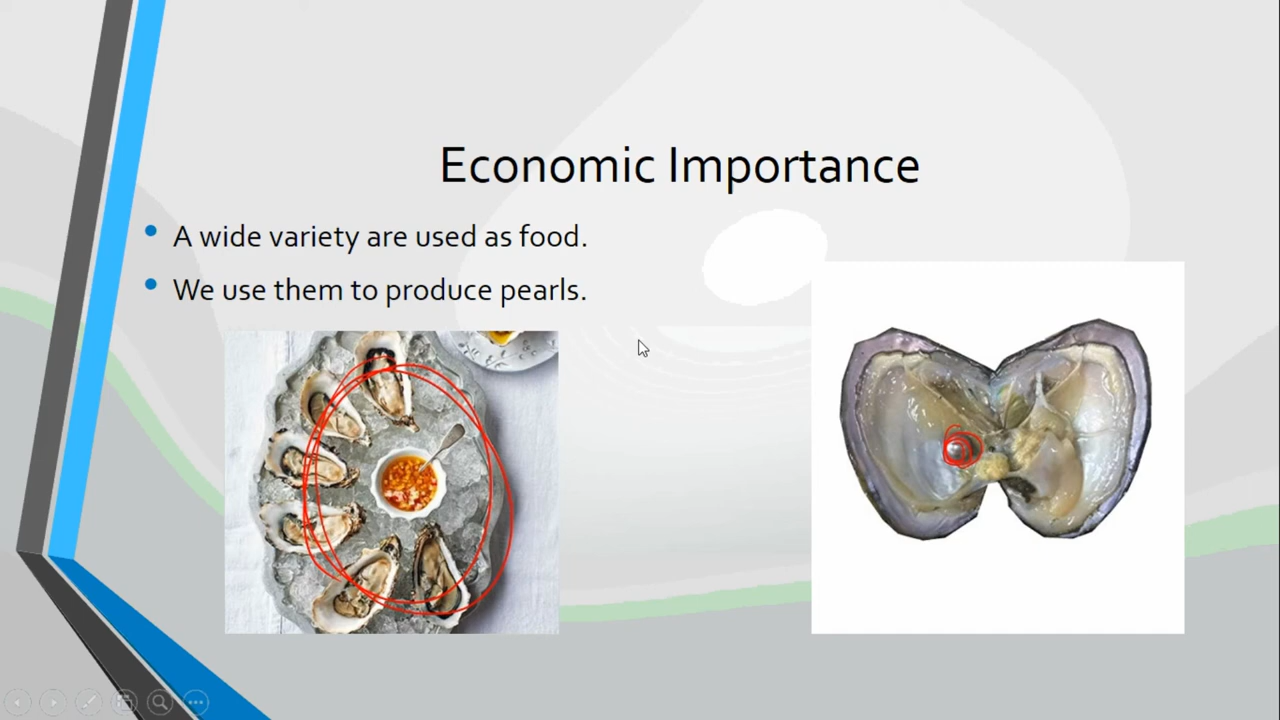 Economic Importance
A wide variety are used as food.
We use them to produce pearls.